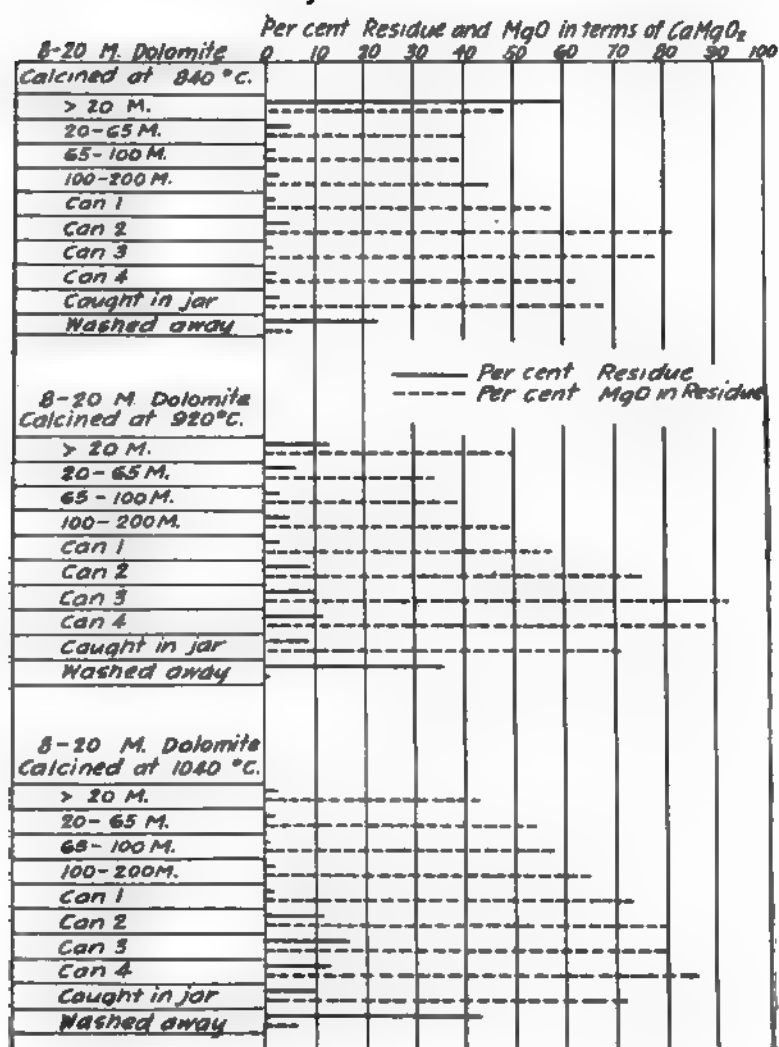 Per cent Residue and MgO in terms of CaMgO₂
8-20 M. Dolomite 0 10 20 30 40 50 60 70 80 90 100
Calcined at 840 °C.
> 20 M.
20-65 M.
65-100 M.
100-200 M.
Can 1
Can 2
Can 3
Can 4
Caught in jar
Washed away
Per cent Residue
Per cent MgO in Residue
8-20 M. Dolomite
Calcined at 920°C.
> 20 M.
20-65 M.
65-100 M.
100-200 M.
Can 1
Can 2
Can 3
Can 4
Caught in jar
Washed away
8-20 M. Dolomite
Calcined at 1040 °C.
> 20 M.
20-65 M.
65-100 M.
100-200 M.
Can 1
Can 2
Can 3
Can 4
Caught in jar
Washed away